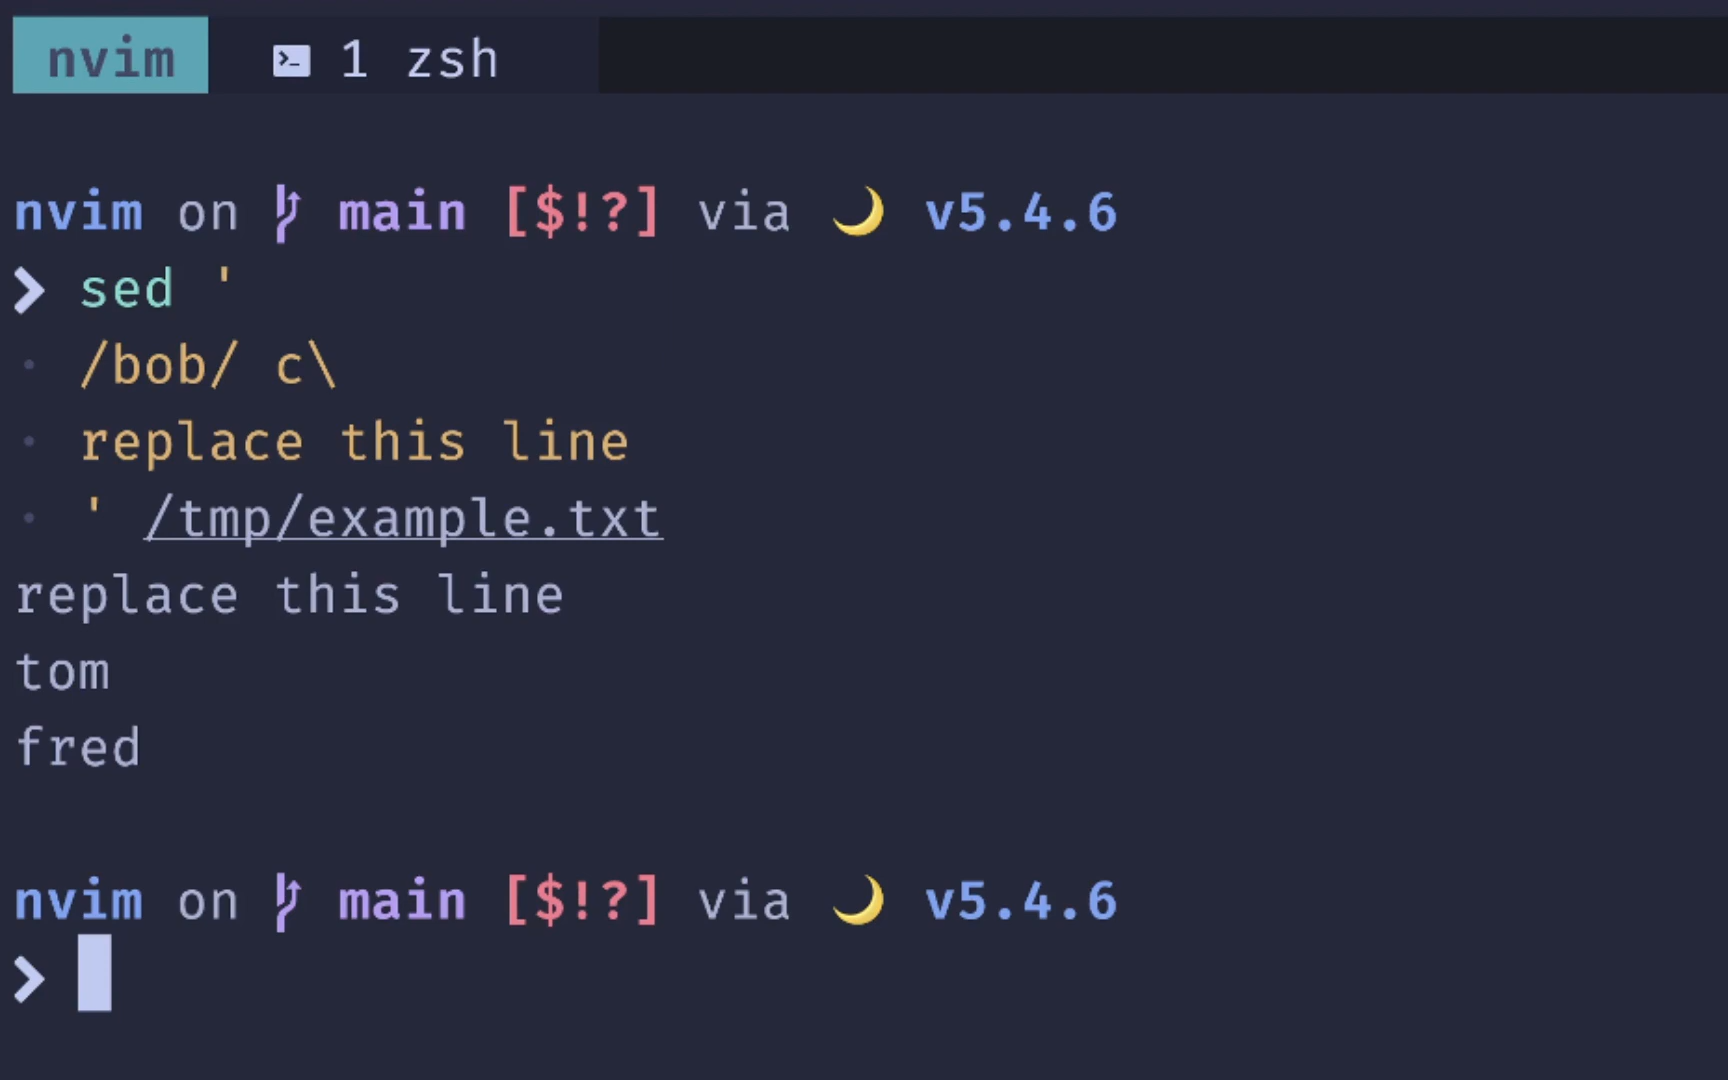 nvim 1 zsh
nvim on main [$!?] via v5.4.6
❯ sed '
· /bob/ c\
· replace this line
· ' /tmp/example.txt
replace this line
tom
fred
nvim on main [$!?] via v5.4.6
❯